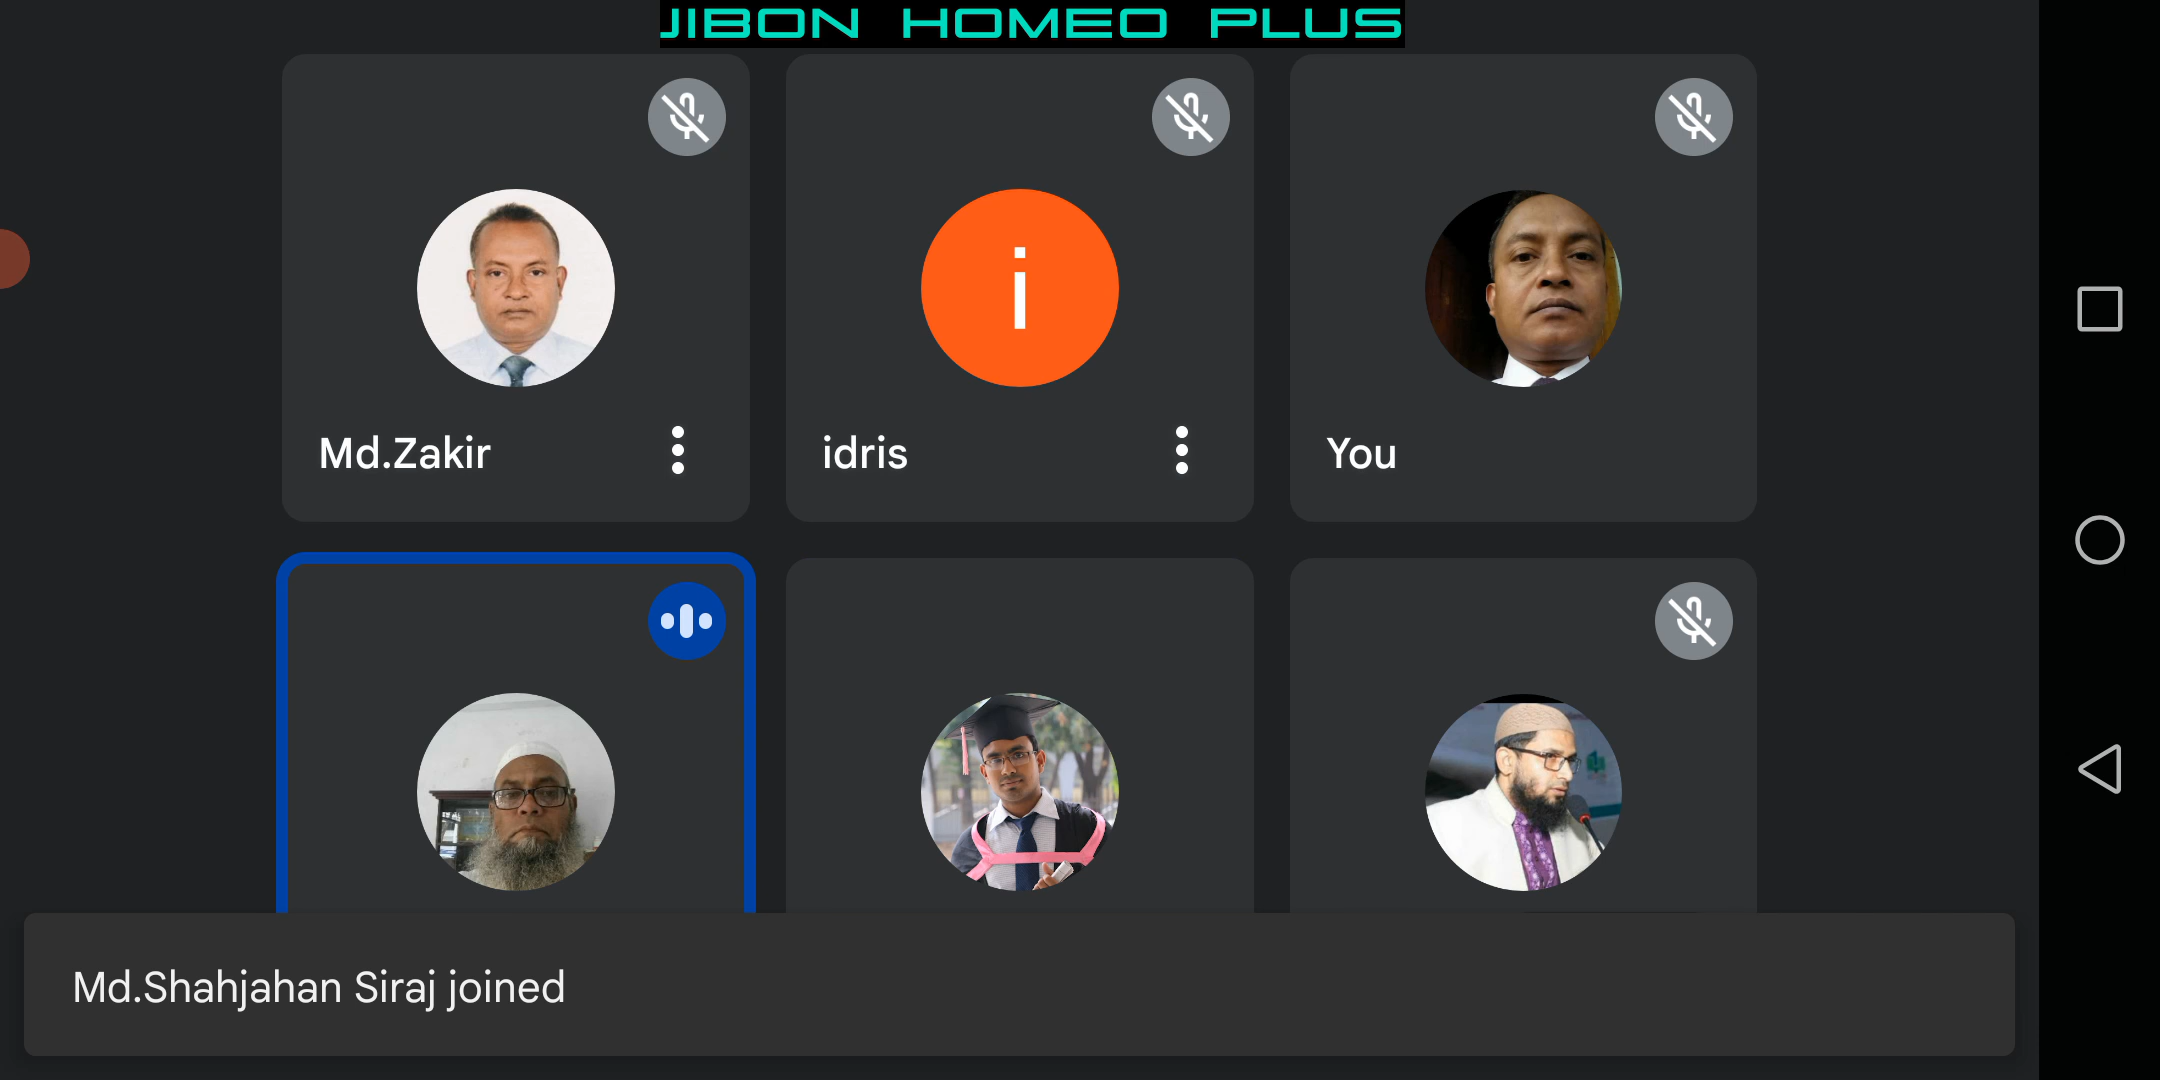 JIBON HOMEO PLUS
i
Md.Zakir
idris
You
Md.Shahjahan Siraj joined